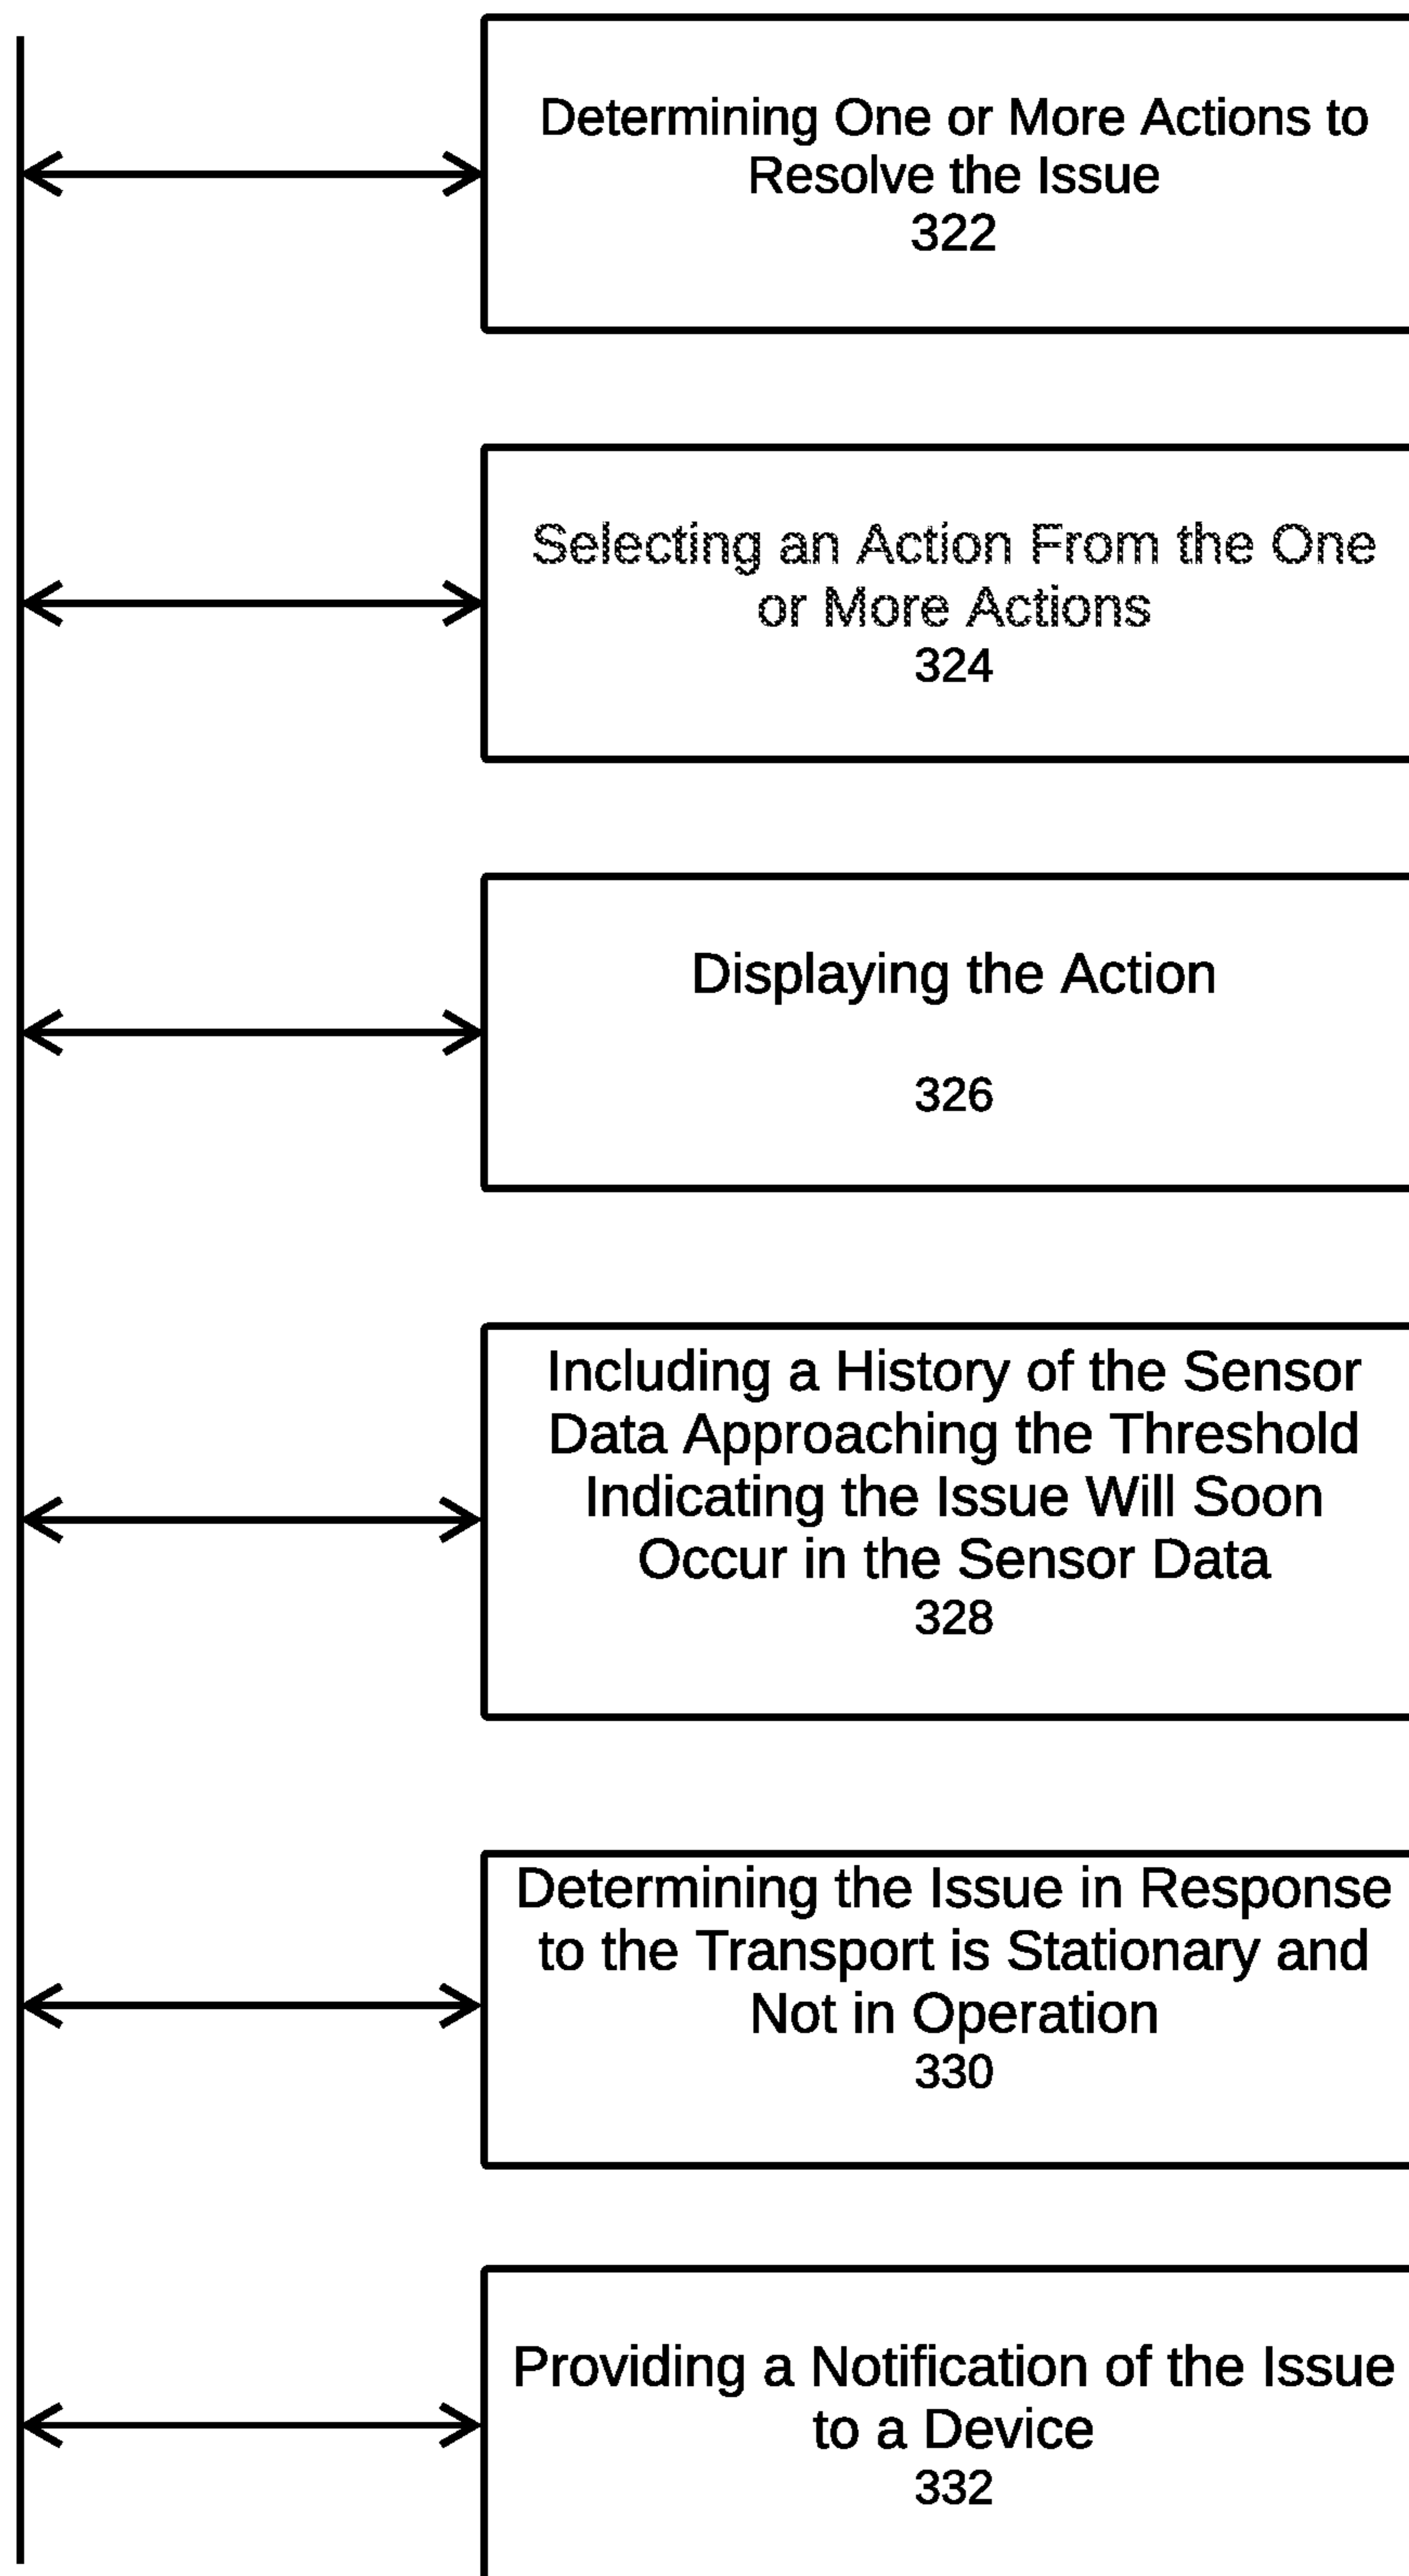 Determining One or More Actions to
Resolve the Issue
322
Selecting an Action From the One
or More Actions
324
Displaying the Action
326
Including a History of the Sensor
Data Approaching the Threshold
Indicating the Issue Will Soon
Occur in the Sensor Data
328
Determining the Issue in Response
to the Transport is Stationary and
Not in Operation
330
Providing a Notification of the Issue
to a Device
332